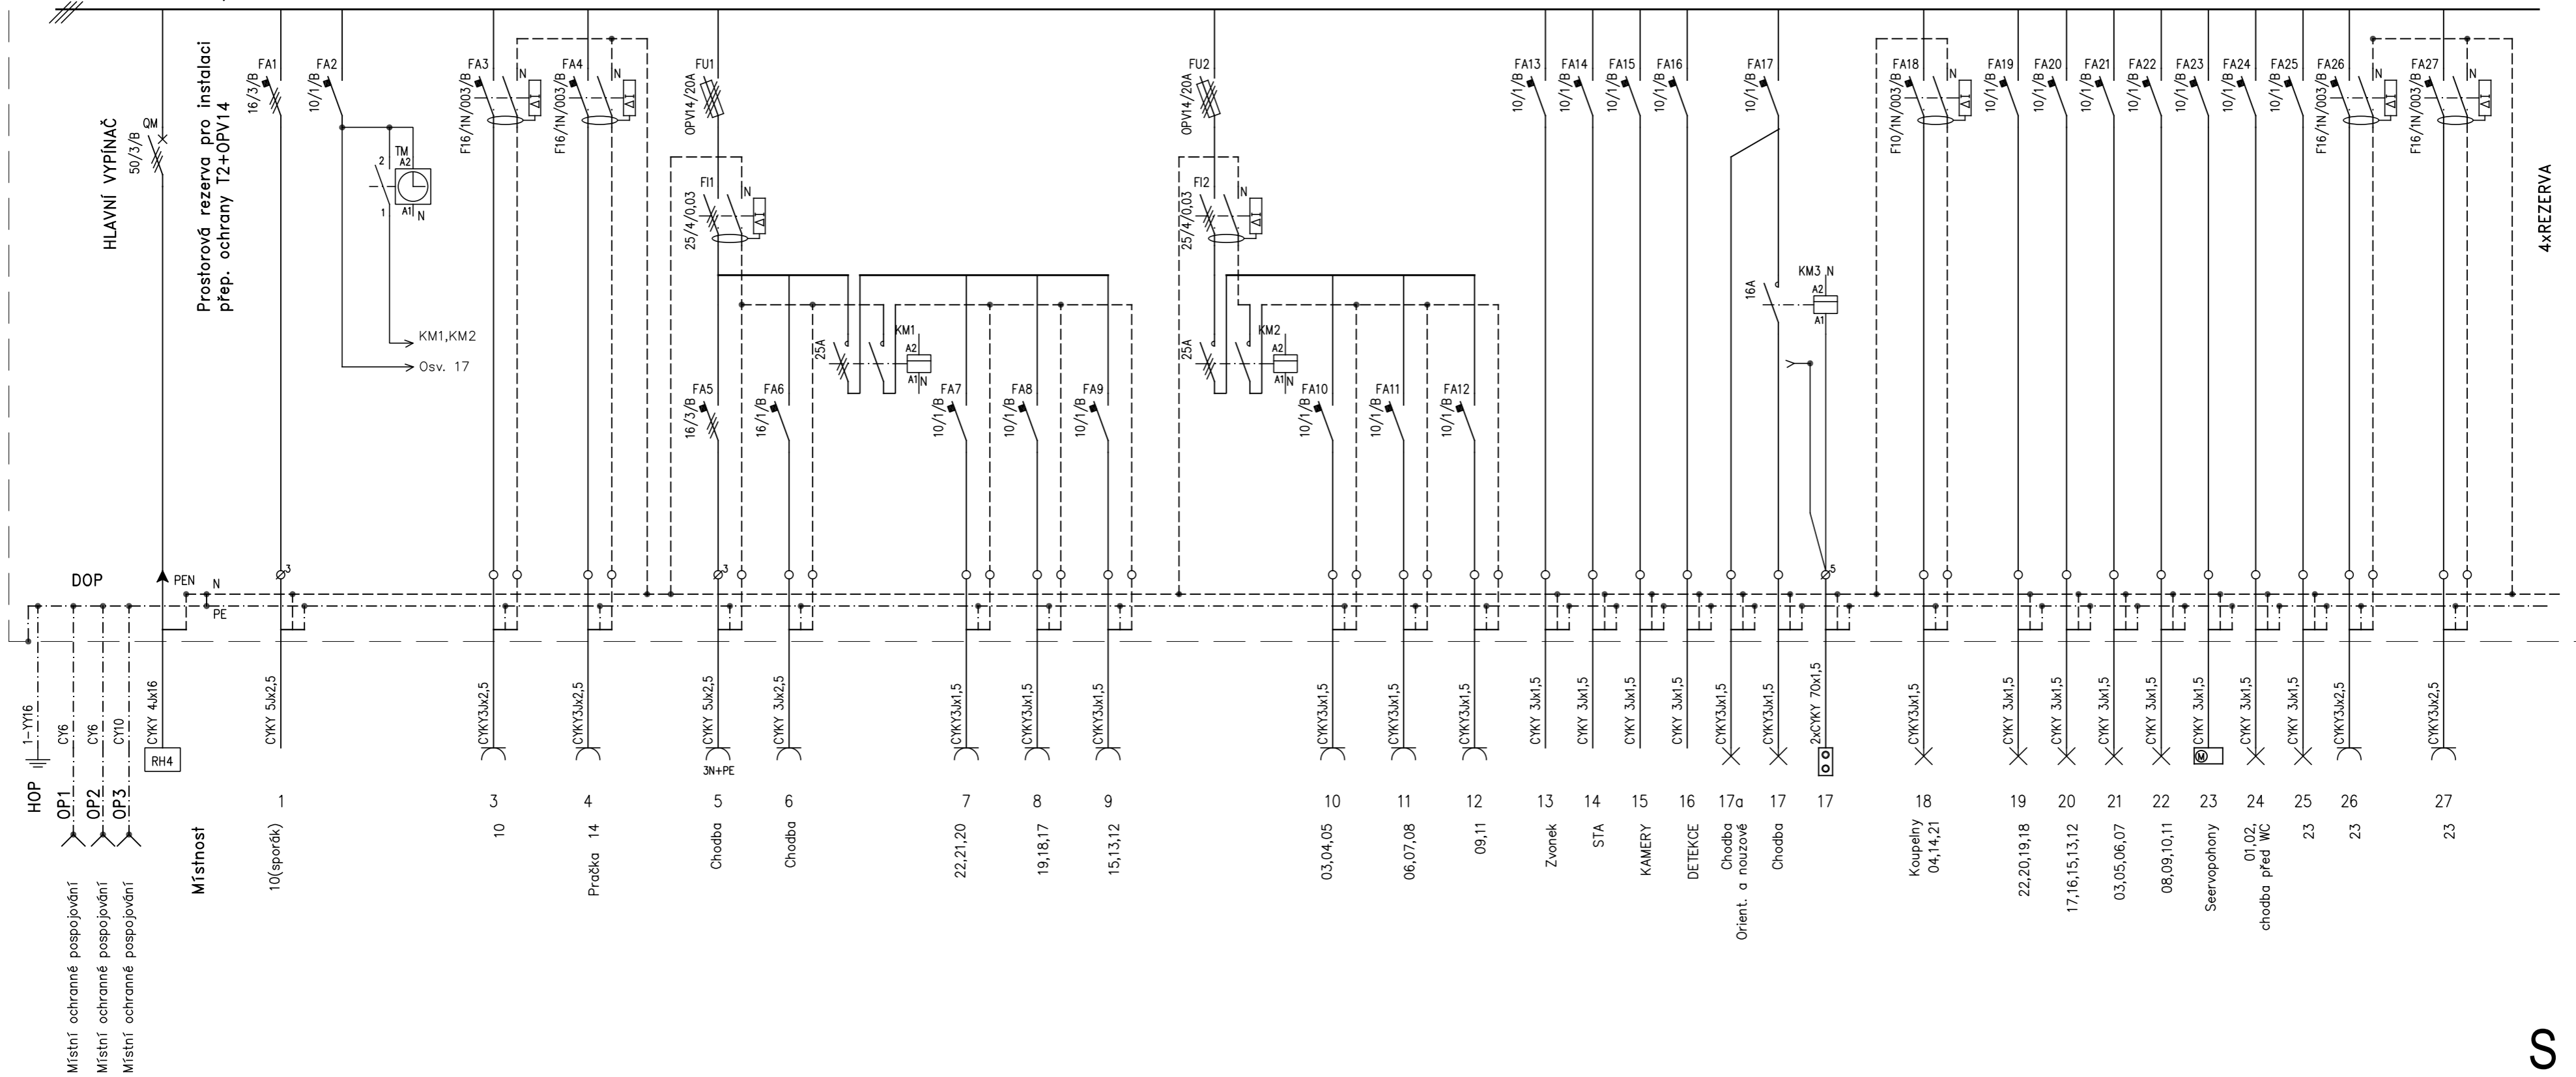 HLAVNÍ VYPÍNAČ
50/3/B
QM
Prostorová rezerva pro instalaci
přep. ochrany T2+OPV14
FA1
16/3/B
FA2
10/1/B
TM
2
A2
1
A1
N
KM1,KM2
Osv. 17
FA3
F16/1N/003/B
N
FA4
F16/1N/003/B
N
FU1
OPV14/20A
FI1
25/4/0,03
N
25A
KM1
A2
A1
N
FA5
16/3/B
FA6
16/1/B
FA7
10/1/B
FA8
10/1/B
FA9
10/1/B
FU2
OPV14/20A
FI2
25/4/0,03
N
25A
KM2
A2
A1
N
FA10
10/1/B
FA11
10/1/B
FA12
10/1/B
FA13
10/1/B
FA14
10/1/B
FA15
10/1/B
FA16
10/1/B
FA17
10/1/B
16A
KM3 N
A2
A1
FA18
F10/1N/003/B
N
FA19
10/1/B
FA20
10/1/B
FA21
10/1/B
FA22
10/1/B
FA23
10/1/B
FA24
10/1/B
FA25
10/1/B
FA26
F16/1N/003/B
N
FA27
F16/1N/003/B
N
4xREZERVA
DOP
PEN
N
PE
3
3
5
1-YY16
CY6
CY6
CY10
CYKY 4Jx16
CYKY 5Jx2,5
CYKY3Jx2,5
CYKY3Jx2,5
CYKY 5Jx2,5
CYKY 3Jx2,5
CYKY3Jx1,5
CYKY3Jx1,5
CYKY3Jx1,5
CYKY3Jx1,5
CYKY3Jx1,5
CYKY3Jx1,5
CYKY 3Jx1,5
CYKY 3Jx1,5
CYKY 3Jx1,5
CYKY 3Jx1,5
CYKY3Jx1,5
CYKY3Jx1,5
2xCYKY 7Ox1,5
CYKY3Jx1,5
CYKY 3Jx1,5
CYKY 3Jx1,5
CYKY 3Jx1,5
CYKY 3Jx1,5
CYKY 3Jx1,5
CYKY 3Jx1,5
CYKY 3Jx1,5
CYKY3Jx2,5
CYKY3Jx2,5
RH4
3N+PE
M
HOP
OP1
OP2
OP3
Místnost
1
10(sporák)
3
10
4
Pračka 14
5
Chodba
6
Chodba
7
22,21,20
8
19,18,17
9
15,13,12
10
03,04,05
11
06,07,08
12
09,11
13
Zvonek
14
STA
15
KAMERY
16
DETEKCE
17a
Chodba
Orient. a nouzové
17
Chodba
17
18
Koupelny
04,14,21
19
22,20,19,18
20
17,16,15,13,12
21
03,05,06,07
22
08,09,10,11
23
Seervopohony
24
01,02,
chodba před WC
25
23
26
23
27
23
Místní ochranné pospojování
Místní ochranné pospojování
Místní ochranné pospojování
S